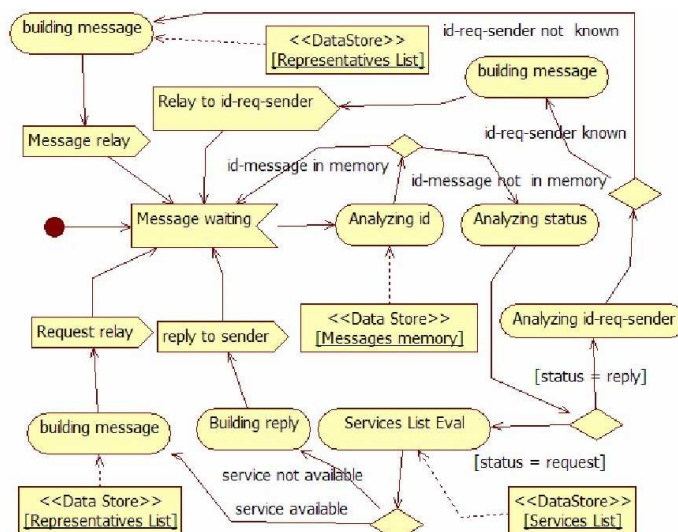 building message
<<DataStore>>
[Representatives List]
id-req-sender not known
building message
Relay to id-req-sender
Message relay
id-req-sender known
id-message in memory
id-message not in memory
Message waiting
Analyzing id
Analyzing status
<<Data Store>>
[Messages memory]
Analyzing id-req-sender
Request relay
reply to sender
[status = reply]
building message
Building reply
Services List Eval
[status = request]
service not available
service available
<<Data Store>>
[Representatives List]
<<DataStore>>
[Services List]